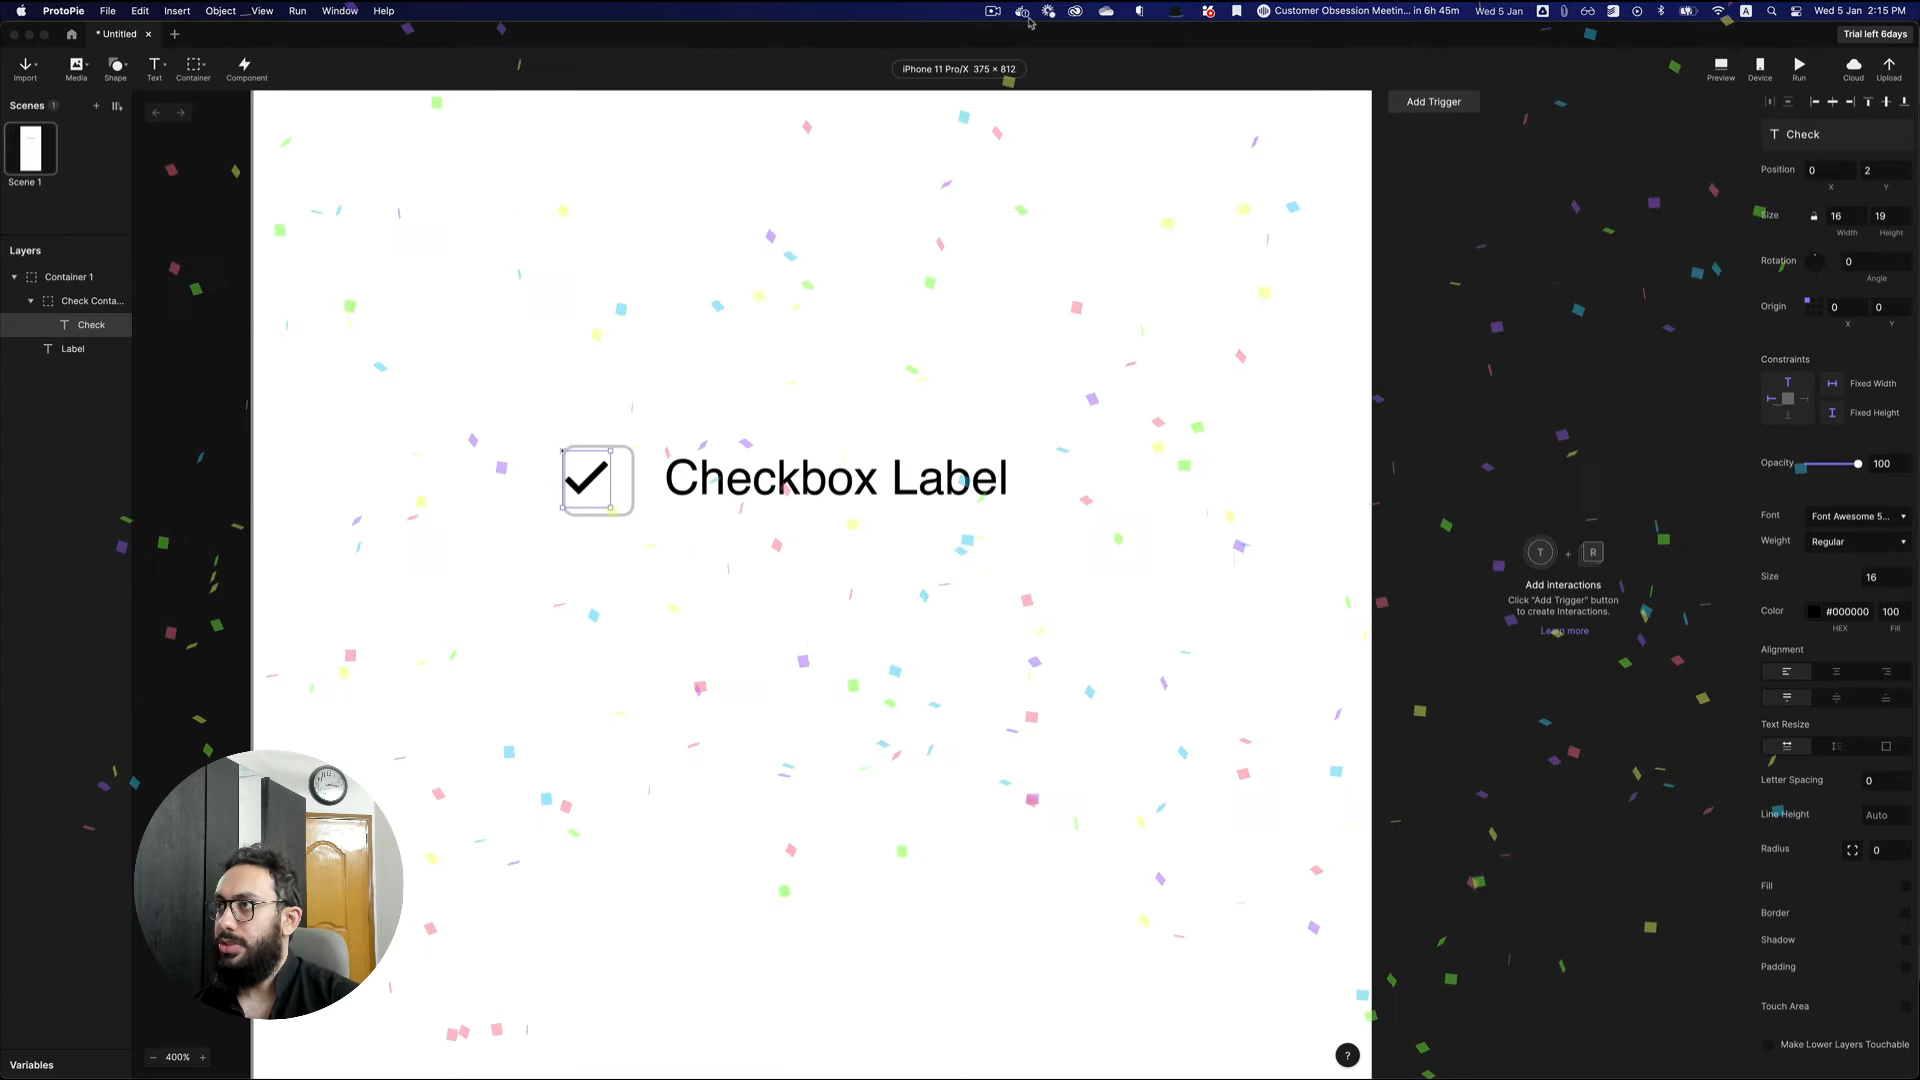 ProtoPie File Edit Insert Object View Run Window Help
Customer Obsession Meetin... in 6h 45m Wed 5 Jan Wed 5 Jan 2:15 PM
* Untitled
Trial left 6days
Import Media Shape Text Container Component
iPhone 11 Pro/X 375 × 812
Preview Device Run Cloud Upload
Scenes 1
Scene 1
Add Trigger
Layers
Container 1
Check Conta...
Check
Label
Checkbox Label
T + R
Add interactions
Click "Add Trigger" button
to create Interactions.
Learn more
Check
Position 0 2
X Y
Size 16 19
Width Height
Rotation 0
Angle
Origin 0 0
X Y
Constraints
Fixed Width
Fixed Height
Opacity 100
Font Font Awesome 5...
Weight Regular
Size 16
Color #000000 100
HEX Fill
Alignment
Text Resize
Letter Spacing 0
Line Height Auto
Radius 0
Fill
Border
Shadow
Padding
Touch Area
Make Lower Layers Touchable
Variables
− 400% +
?